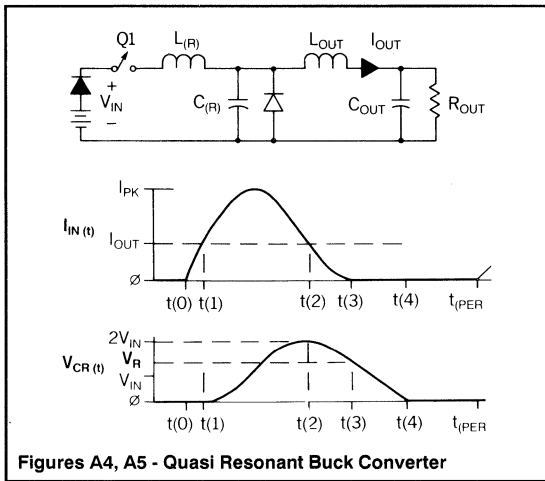 Q1 L(R) LOUT IOUT
+
VIN
–
C(R) COUT ROUT
IPK
IIN (t)
IOUT
Ø
t(0) t(1) t(2) t(3) t(4) t(PER
2VIN
VR
VCR (t)
VIN
Ø
t(0) t(1) t(2) t(3) t(4) t(PER
Figures A4, A5 - Quasi Resonant Buck Converter